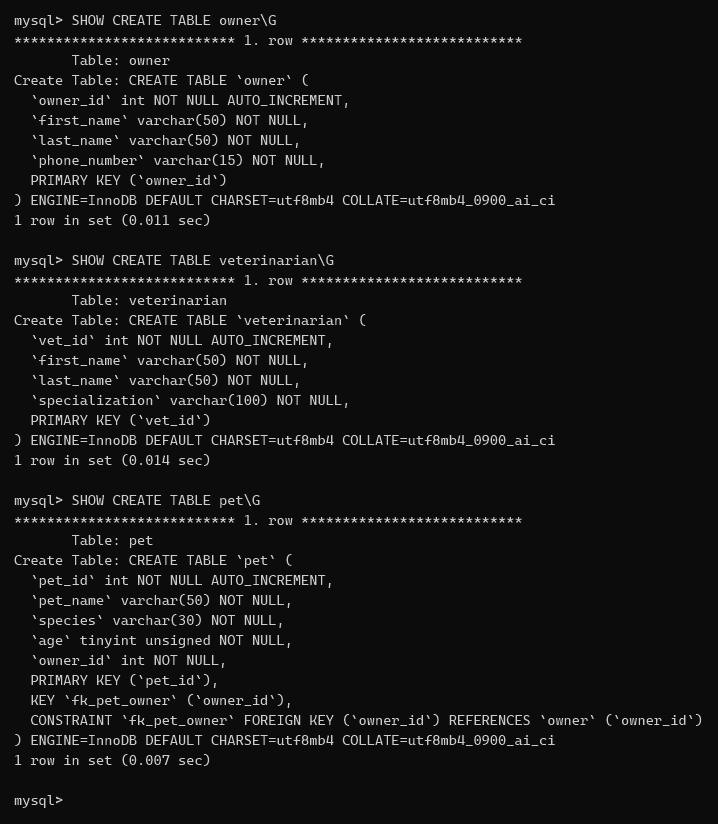 mysql> SHOW CREATE TABLE owner\G
*************************** 1. row ***************************
       Table: owner
Create Table: CREATE TABLE `owner` (
  `owner_id` int NOT NULL AUTO_INCREMENT,
  `first_name` varchar(50) NOT NULL,
  `last_name` varchar(50) NOT NULL,
  `phone_number` varchar(15) NOT NULL,
  PRIMARY KEY (`owner_id`)
) ENGINE=InnoDB DEFAULT CHARSET=utf8mb4 COLLATE=utf8mb4_0900_ai_ci
1 row in set (0.011 sec)

mysql> SHOW CREATE TABLE veterinarian\G
*************************** 1. row ***************************
       Table: veterinarian
Create Table: CREATE TABLE `veterinarian` (
  `vet_id` int NOT NULL AUTO_INCREMENT,
  `first_name` varchar(50) NOT NULL,
  `last_name` varchar(50) NOT NULL,
  `specialization` varchar(100) NOT NULL,
  PRIMARY KEY (`vet_id`)
) ENGINE=InnoDB DEFAULT CHARSET=utf8mb4 COLLATE=utf8mb4_0900_ai_ci
1 row in set (0.014 sec)

mysql> SHOW CREATE TABLE pet\G
*************************** 1. row ***************************
       Table: pet
Create Table: CREATE TABLE `pet` (
  `pet_id` int NOT NULL AUTO_INCREMENT,
  `pet_name` varchar(50) NOT NULL,
  `species` varchar(30) NOT NULL,
  `age` tinyint unsigned NOT NULL,
  `owner_id` int NOT NULL,
  PRIMARY KEY (`pet_id`),
  KEY `fk_pet_owner` (`owner_id`),
  CONSTRAINT `fk_pet_owner` FOREIGN KEY (`owner_id`) REFERENCES `owner` (`owner_id`)
) ENGINE=InnoDB DEFAULT CHARSET=utf8mb4 COLLATE=utf8mb4_0900_ai_ci
1 row in set (0.007 sec)

mysql>